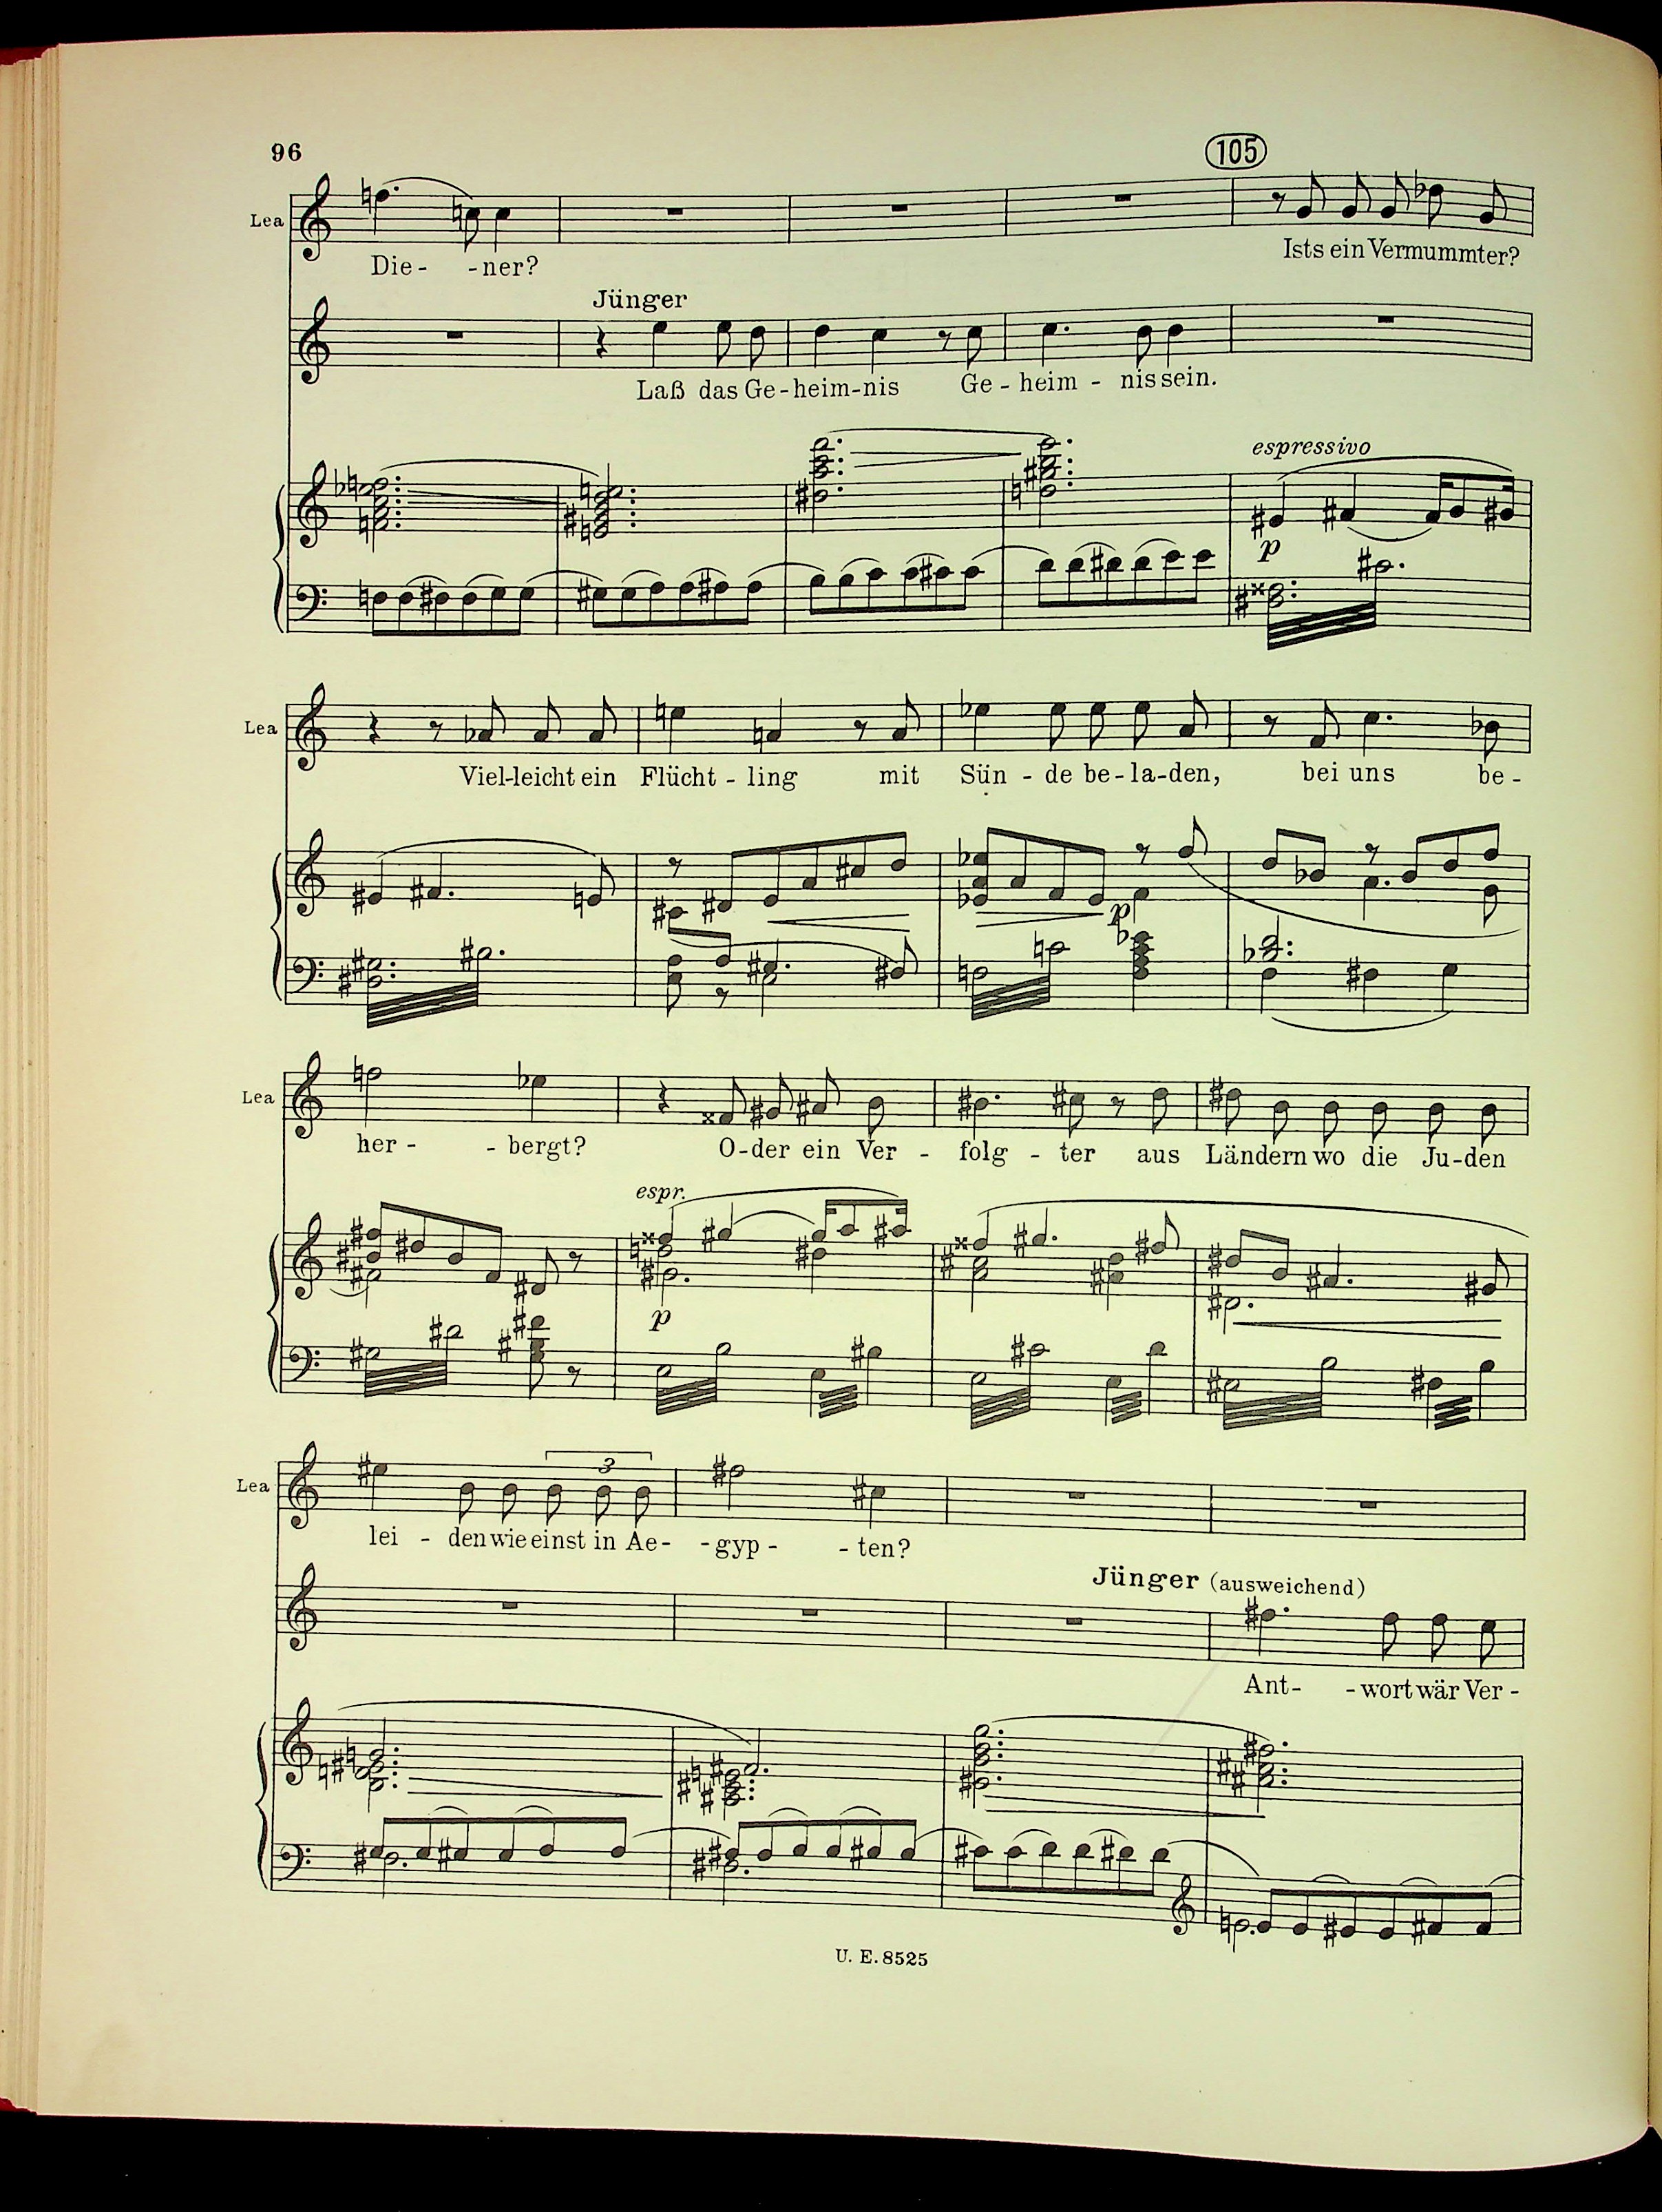 96
105
Lea
Die- -ner?
Ists ein Vermummter?
Jünger
Laß das Ge-heim-nis Ge-heim-nis sein.
espressivo
p
Lea
Viel-leicht ein Flücht-ling mit Sün-de be-la-den, bei uns be-
p
Lea
her- -bergt? O-der ein Ver-folg-ter aus Ländern wo die Ju-den
espr.
p
3
Lea
lei-den wie einst in Ae- -gyp- -ten?
Jünger (ausweichend)
Ant- -wort wär Ver-
U. E. 8525